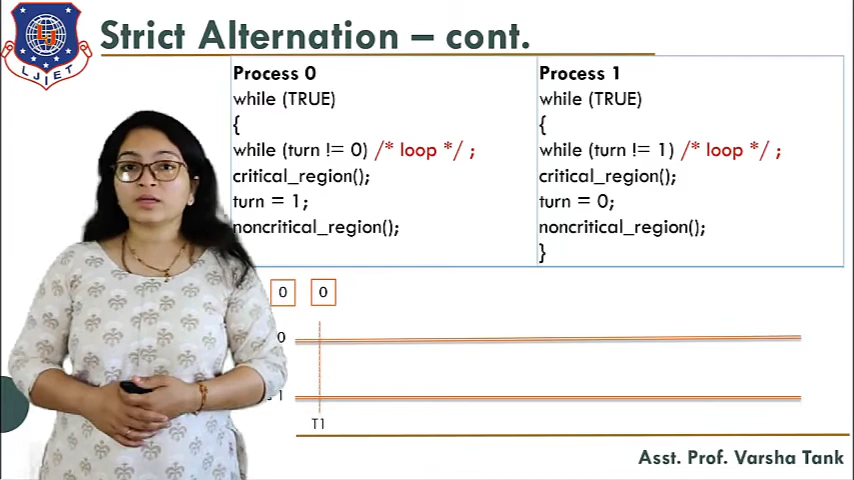 Strict Alternation – cont.
LJIET
Process 0
while (TRUE)
{
while (turn != 0) /* loop */ ;
critical_region();
turn = 1;
noncritical_region();
Process 1
while (TRUE)
{
while (turn != 1) /* loop */ ;
critical_region();
turn = 0;
noncritical_region();
}
0 0
0
1
T1
Asst. Prof. Varsha Tank